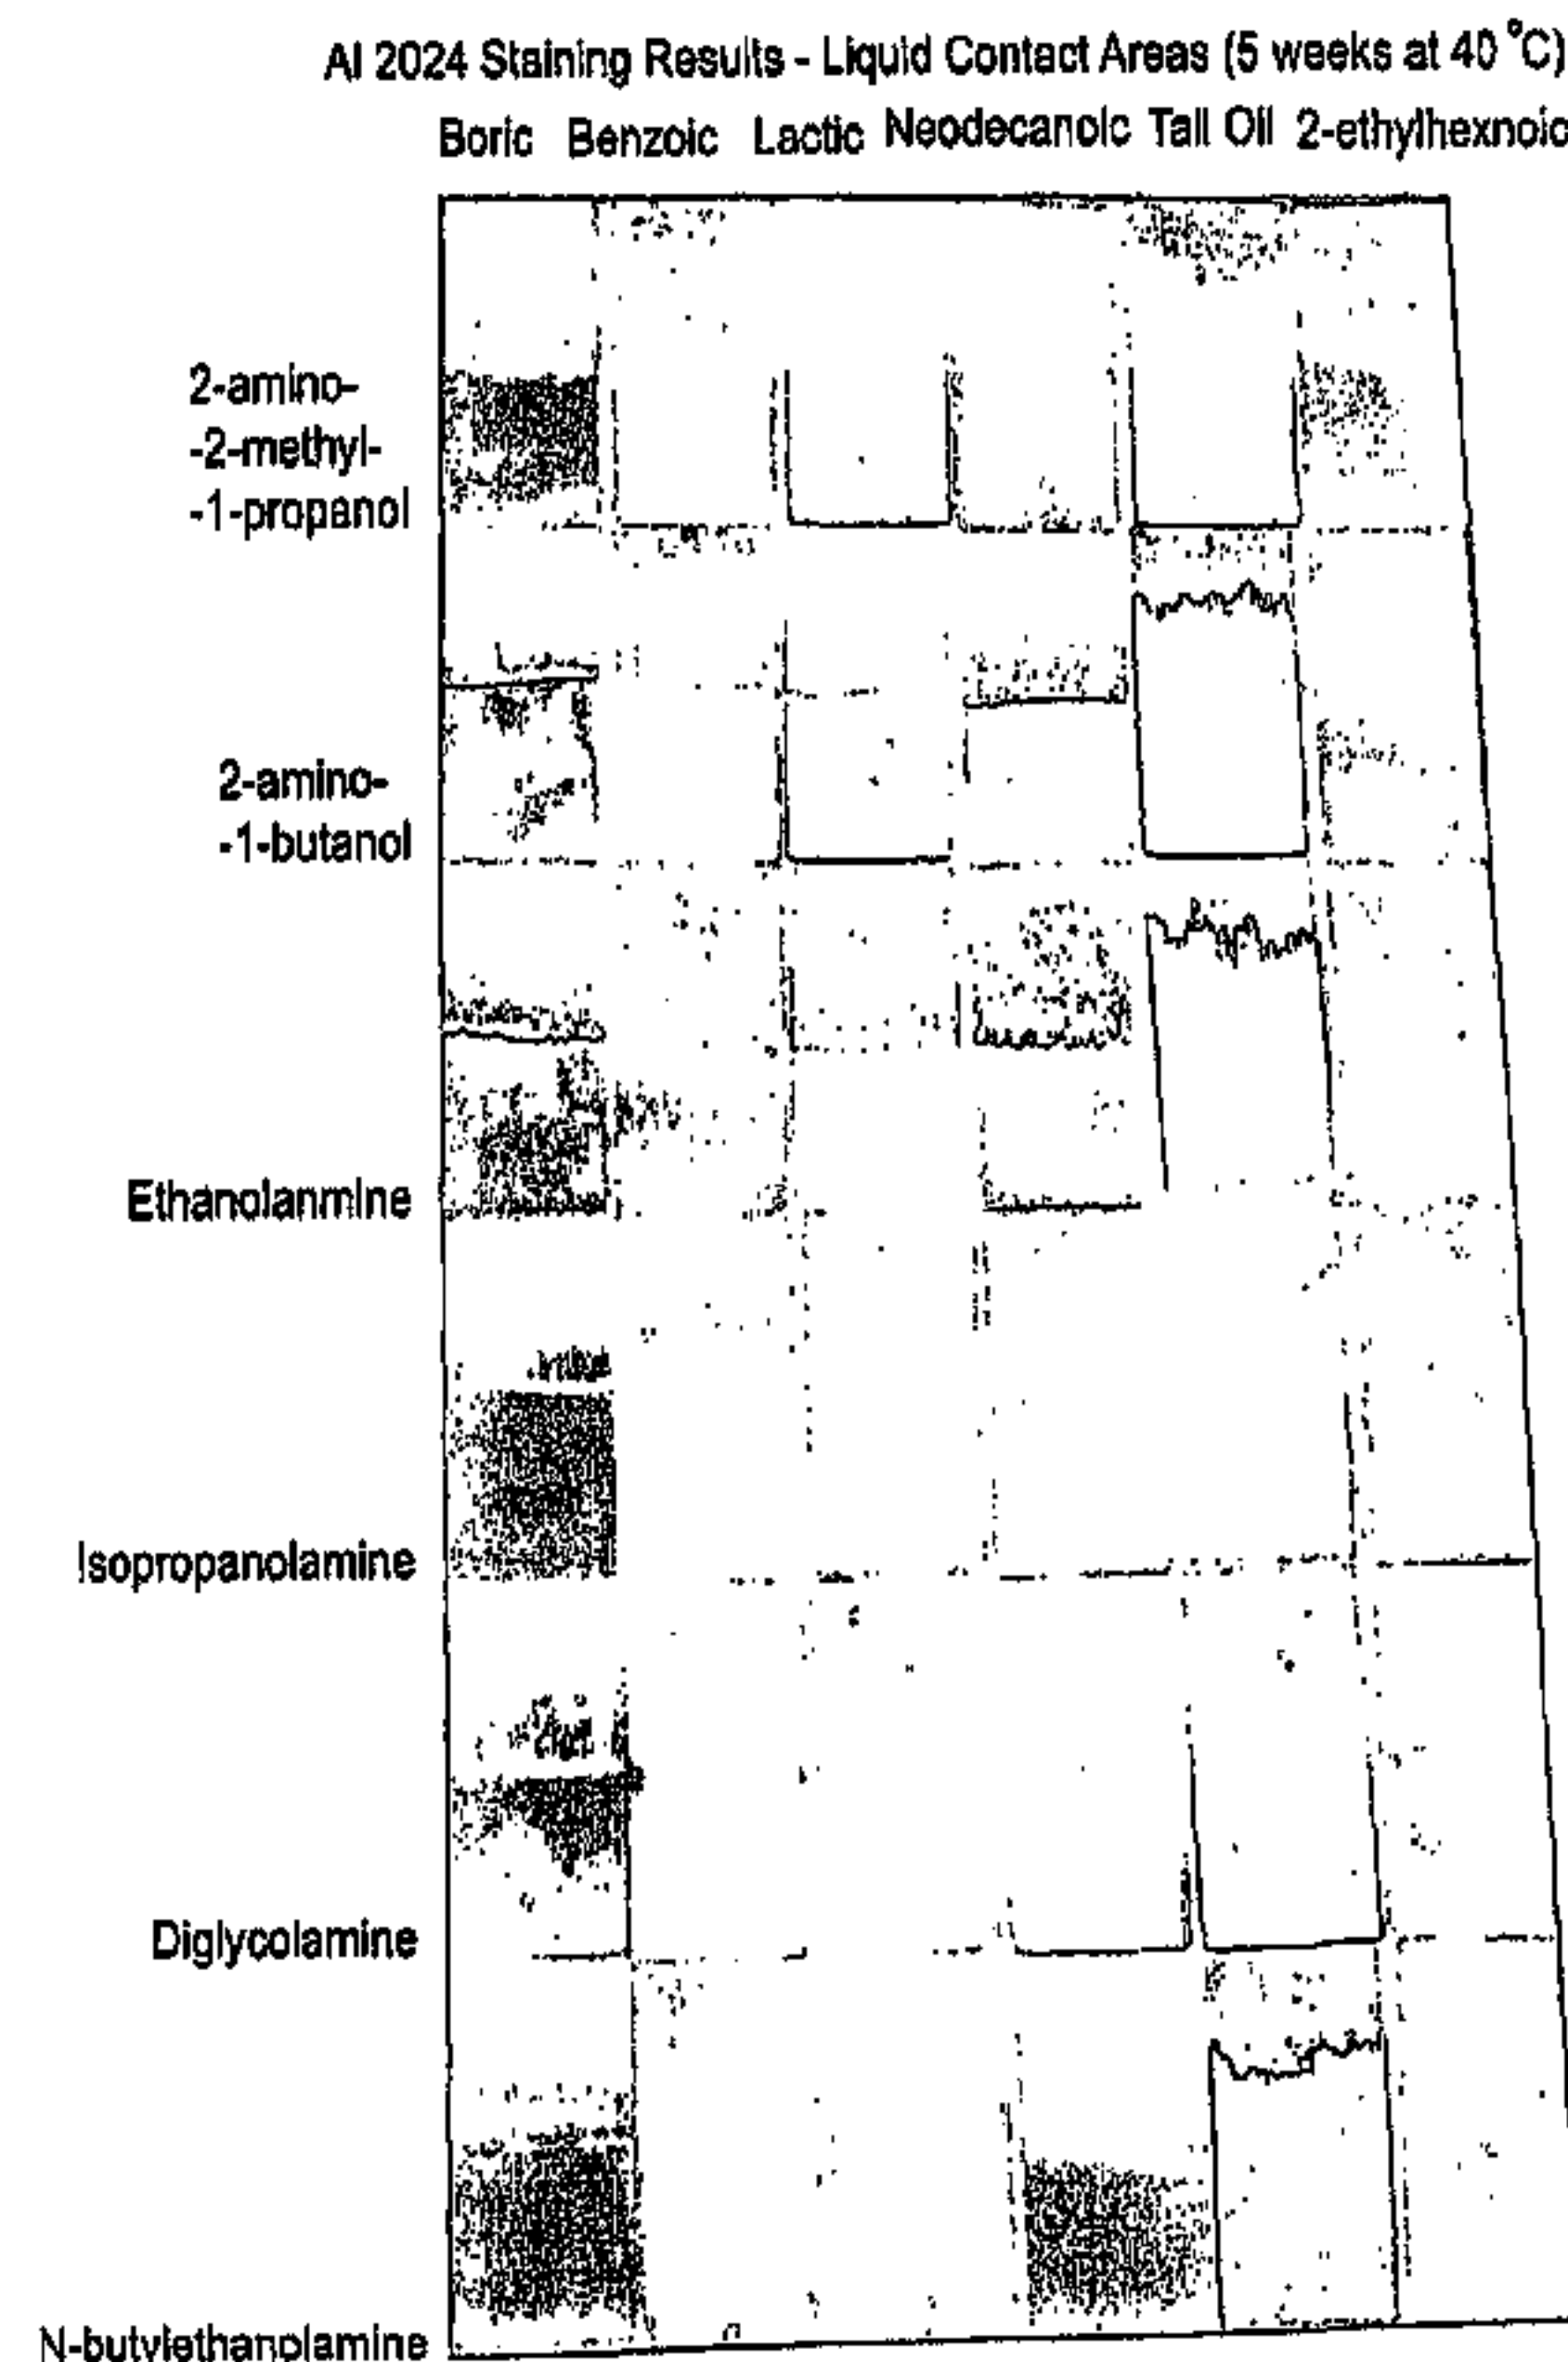 Al 2024 Staining Results - Liquid Contact Areas (5 weeks at 40 °C)
Boric Benzoic Lactic Neodecanoic Tall Oil 2-ethylhexnoic
2-amino-
-2-methyl-
-1-propanol
2-amino-
-1-butanol
Ethanolanmine
Isopropanolamine
Diglycolamine
N-butylethanolamine